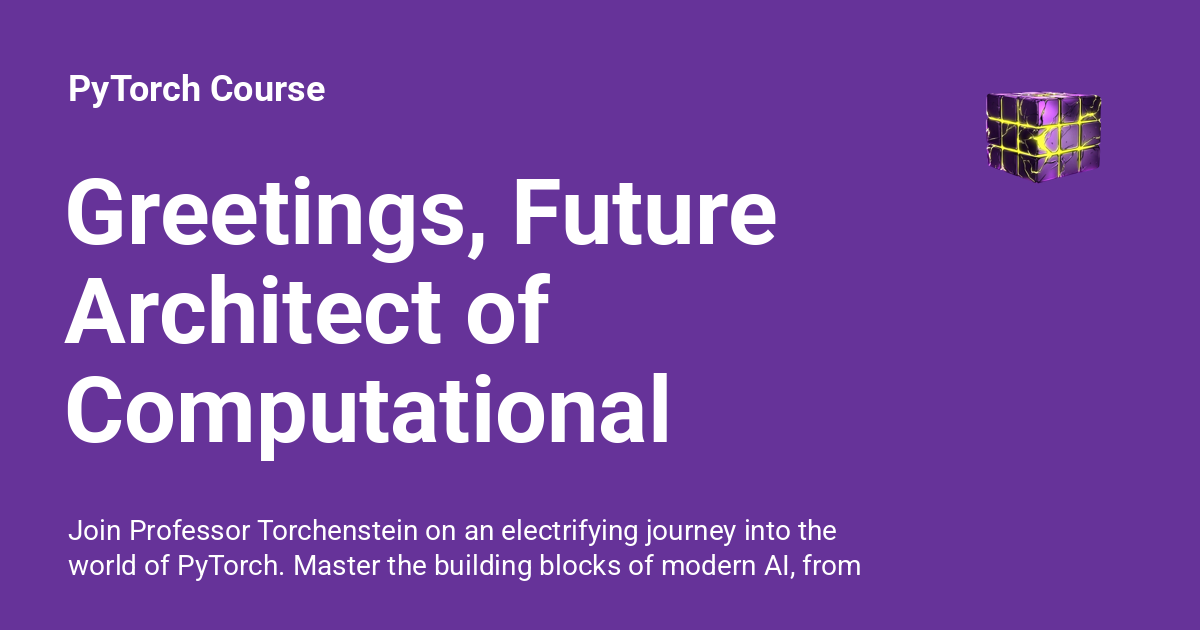 PyTorch Course
Greetings, Future
Architect of
Computational
Join Professor Torchenstein on an electrifying journey into the
world of PyTorch. Master the building blocks of modern AI, from